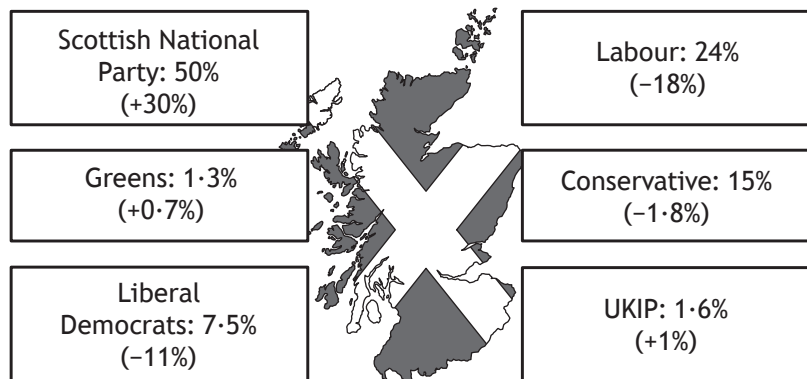 Scottish National
Party: 50%
(+30%)
Labour: 24%
(−18%)
Greens: 1·3%
(+0·7%)
Conservative: 15%
(−1·8%)
Liberal
Democrats: 7·5%
(−11%)
UKIP: 1·6%
(+1%)